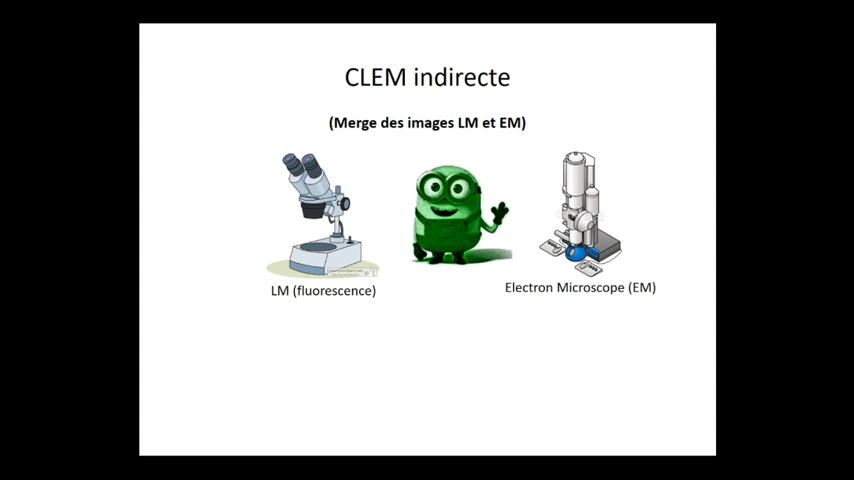 CLEM indirecte
(Merge des images LM et EM)
LM (fluorescence)
Electron Microscope (EM)